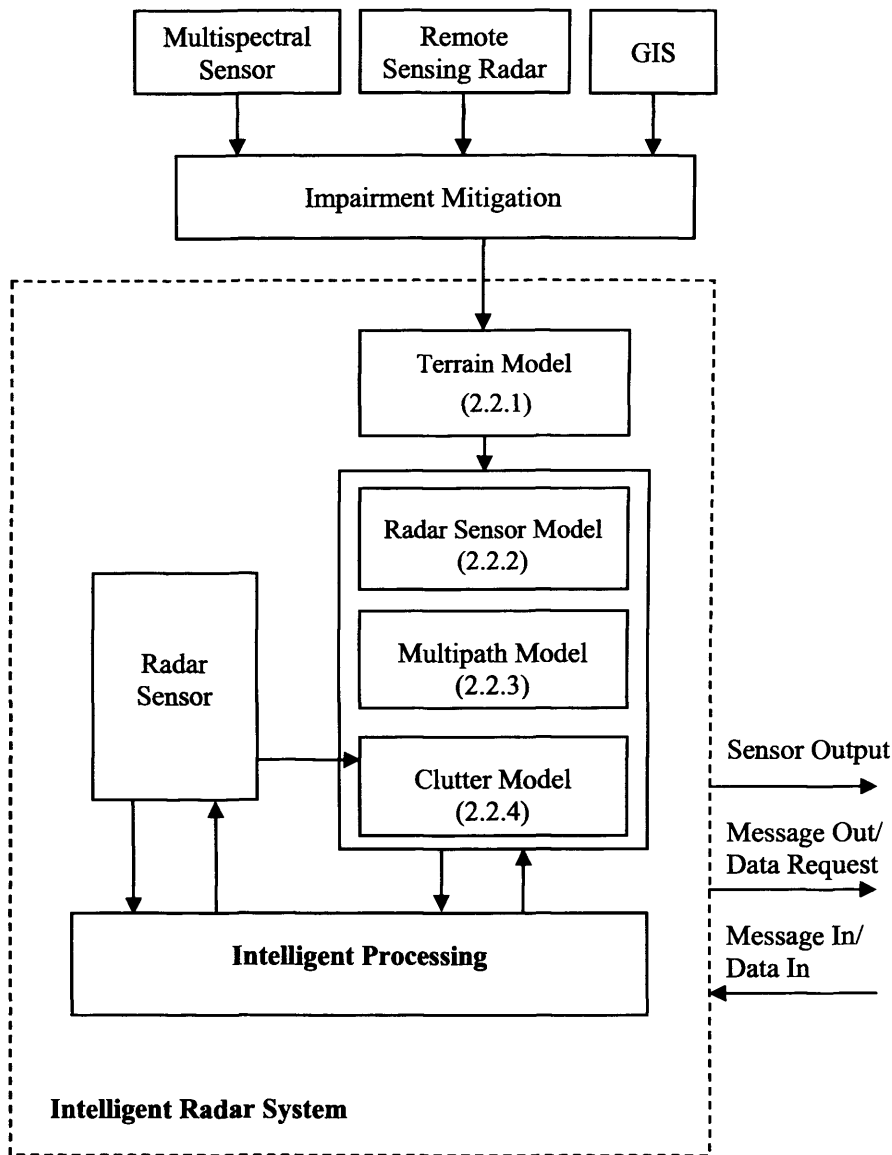 Multispectral
Sensor
Remote
Sensing Radar
GIS
Impairment Mitigation
Terrain Model
(2.2.1)
Radar Sensor Model
(2.2.2)
Multipath Model
(2.2.3)
Radar
Sensor
Clutter Model
(2.2.4)
Sensor Output
Message Out/
Data Request
Message In/
Data In
Intelligent Processing
Intelligent Radar System